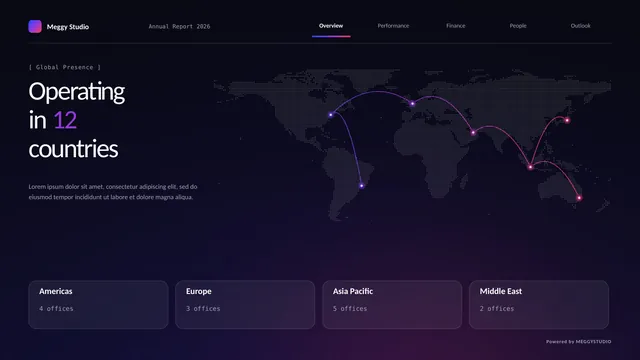 Meggy Studio
Annual Report 2026
Overview
Performance
Finance
People
Outlook
[ Global Presence ]
Operating
in 12
countries
Lorem ipsum dolor sit amet, consectetur adipiscing elit, sed do
eiusmod tempor incididunt ut labore et dolore magna aliqua.
Americas
4 offices
Europe
3 offices
Asia Pacific
5 offices
Middle East
2 offices
Powered by MEGGYSTUDIO